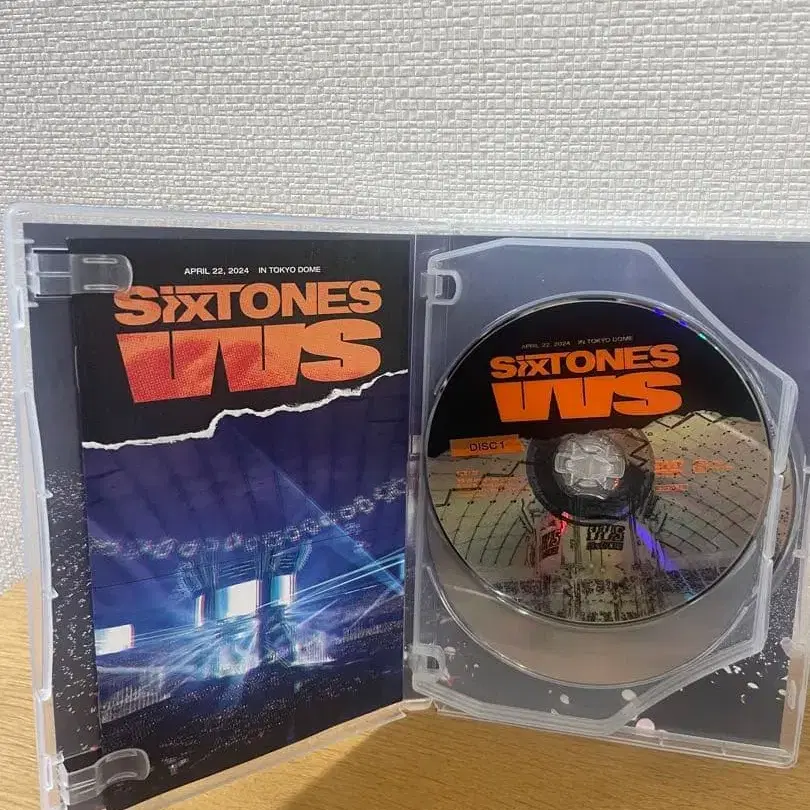 APRIL 22, 2024 IN TOKYO DOME
SixTONES
VVS
APRIL 22, 2024 IN TOKYO DOME
SixTONES
VVS
DISC1